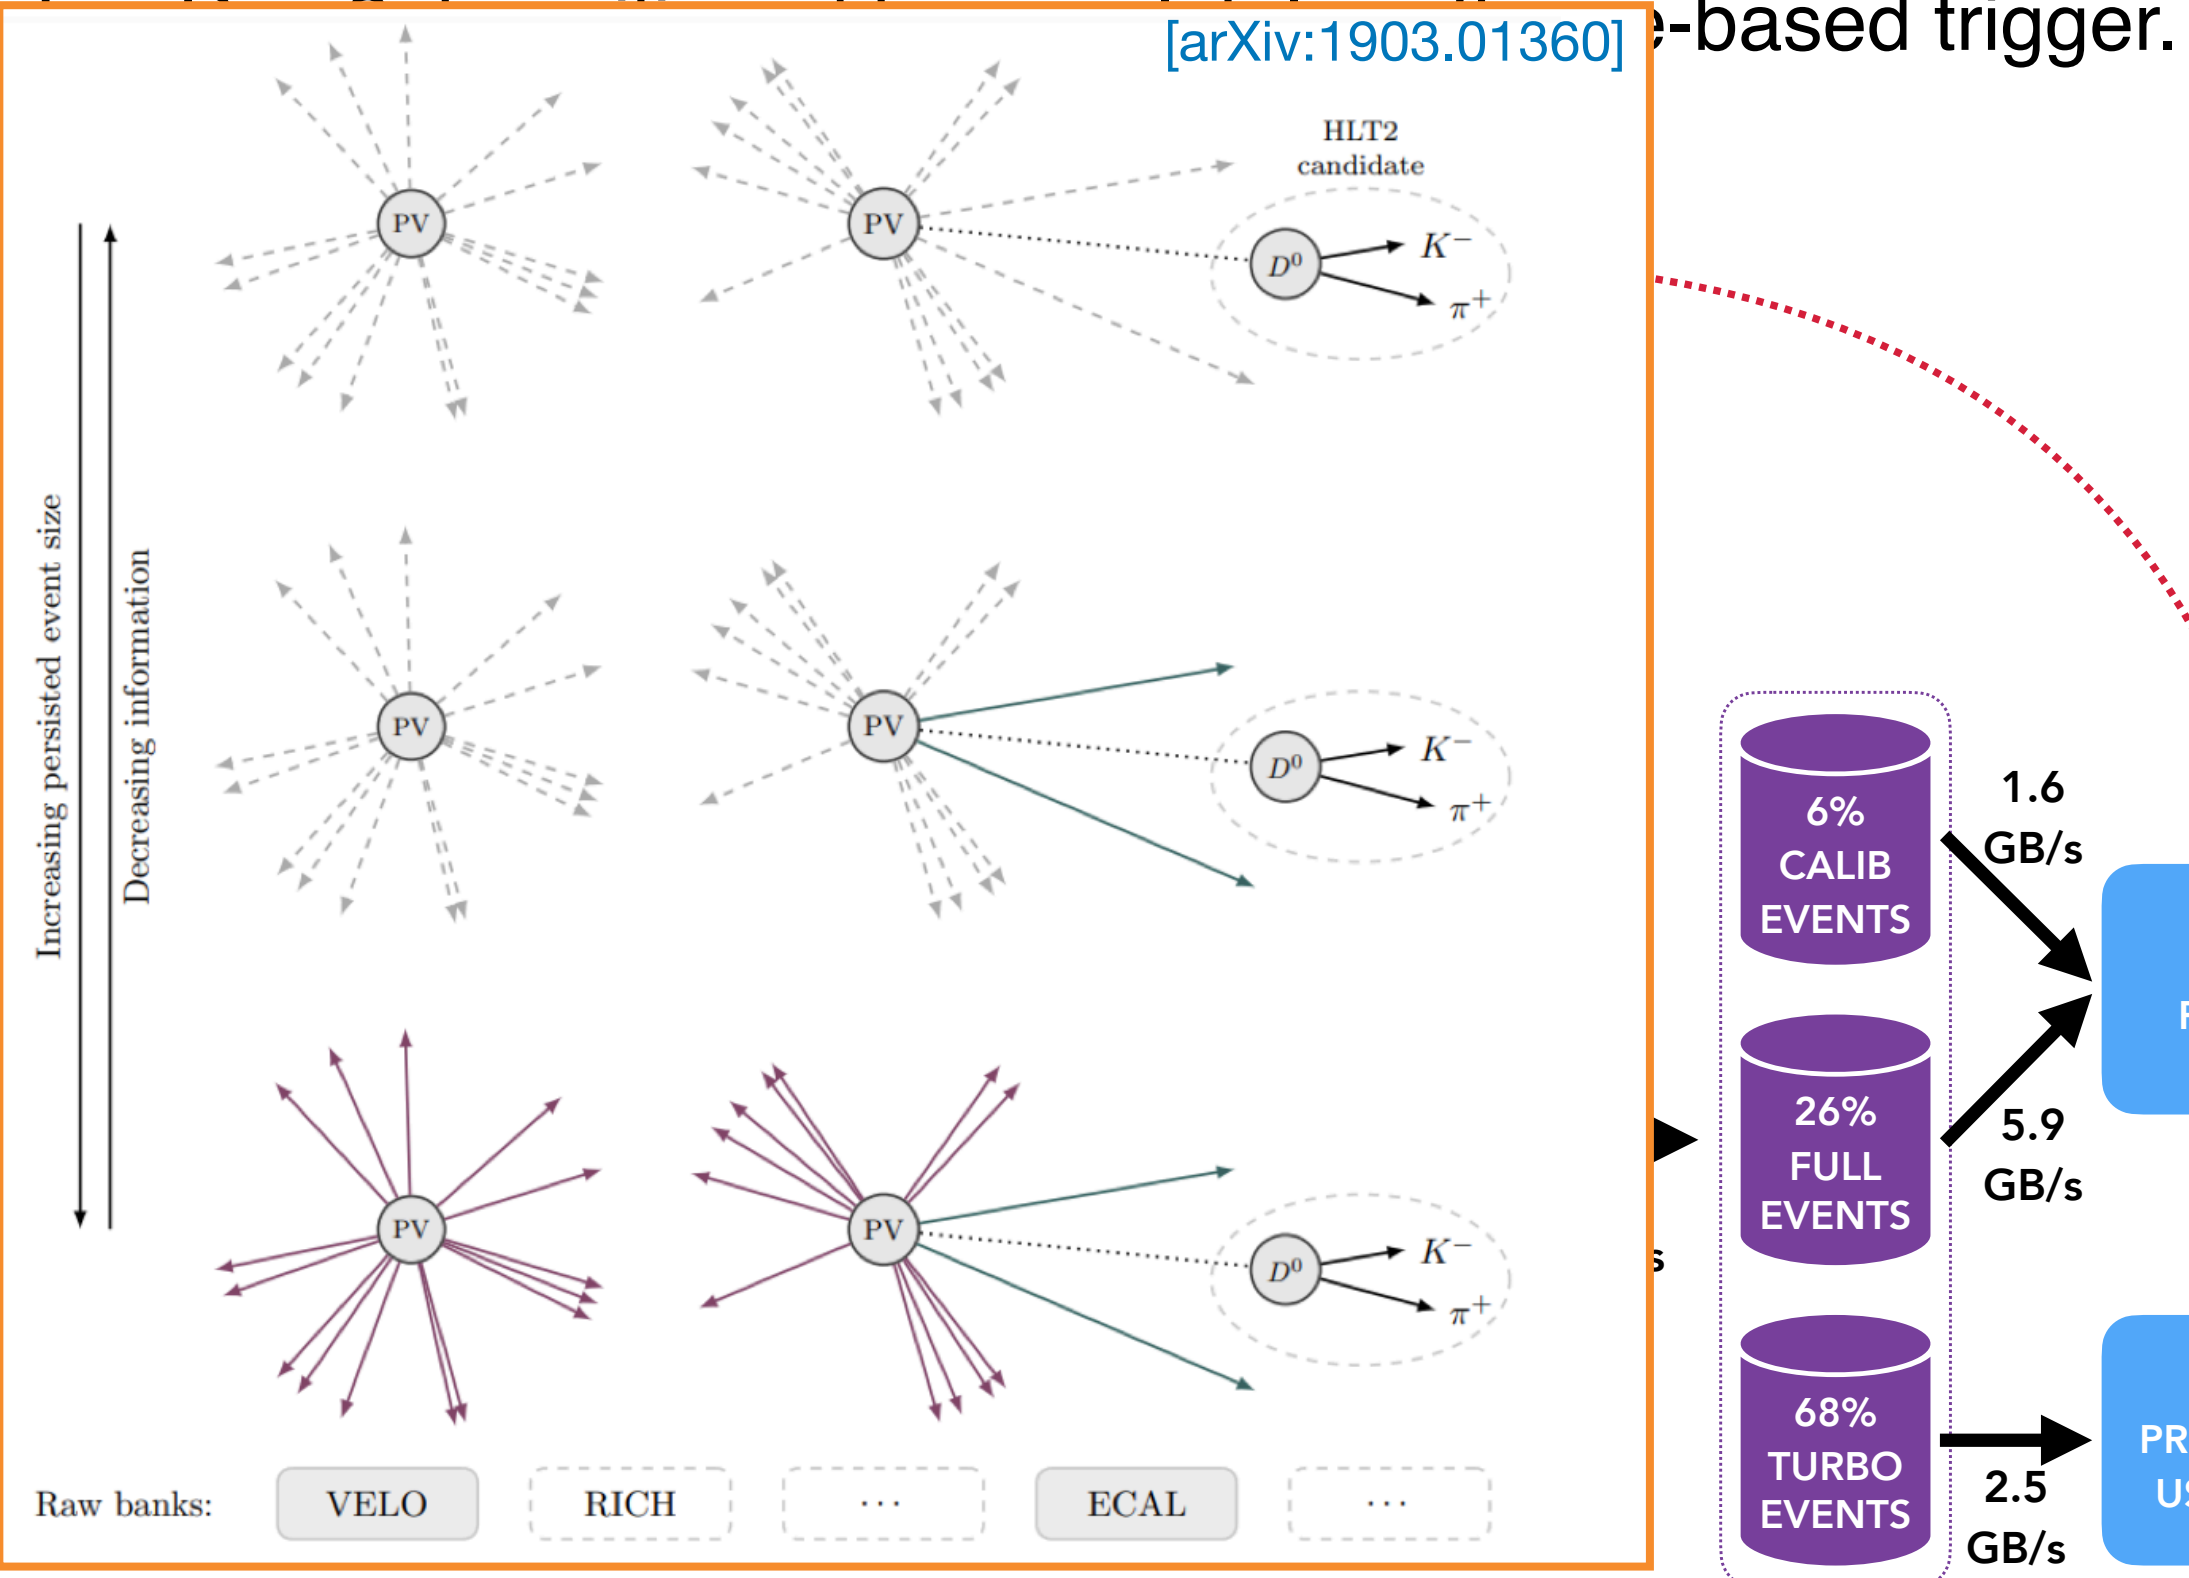 -based trigger.
[arXiv:1903.01360]
HLT2
candidate
PV
PV
D⁰
K⁻
π⁺
Increasing persisted event size
Decreasing information
PV
PV
D⁰
K⁻
π⁺
PV
PV
D⁰
K⁻
π⁺
Raw banks:
VELO
RICH
...
ECAL
...
6%
CALIB
EVENTS
1.6
GB/s
26%
FULL
EVENTS
5.9
GB/s
68%
TURBO
EVENTS
2.5
GB/s